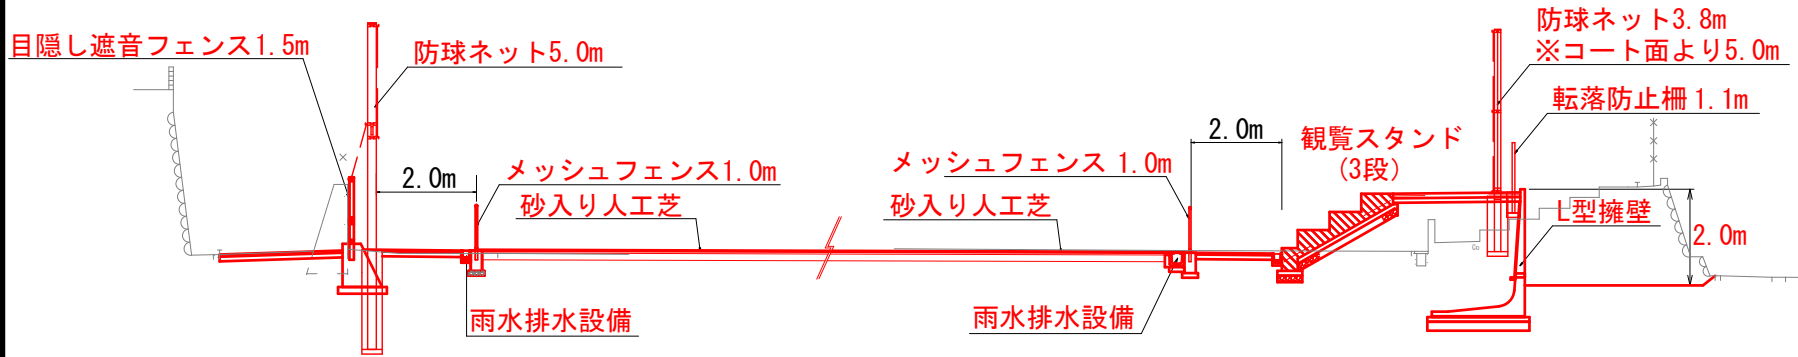 目隠し遮音フェンス1.5m
防球ネット5.0m
2.0m
メッシュフェンス1.0m
砂入り人工芝
雨水排水設備
メッシュフェンス 1.0m
砂入り人工芝
雨水排水設備
2.0m
観覧スタンド
(3段)
防球ネット3.8m
※コート面より5.0m
転落防止柵 1.1m
L型擁壁
2.0m
Co